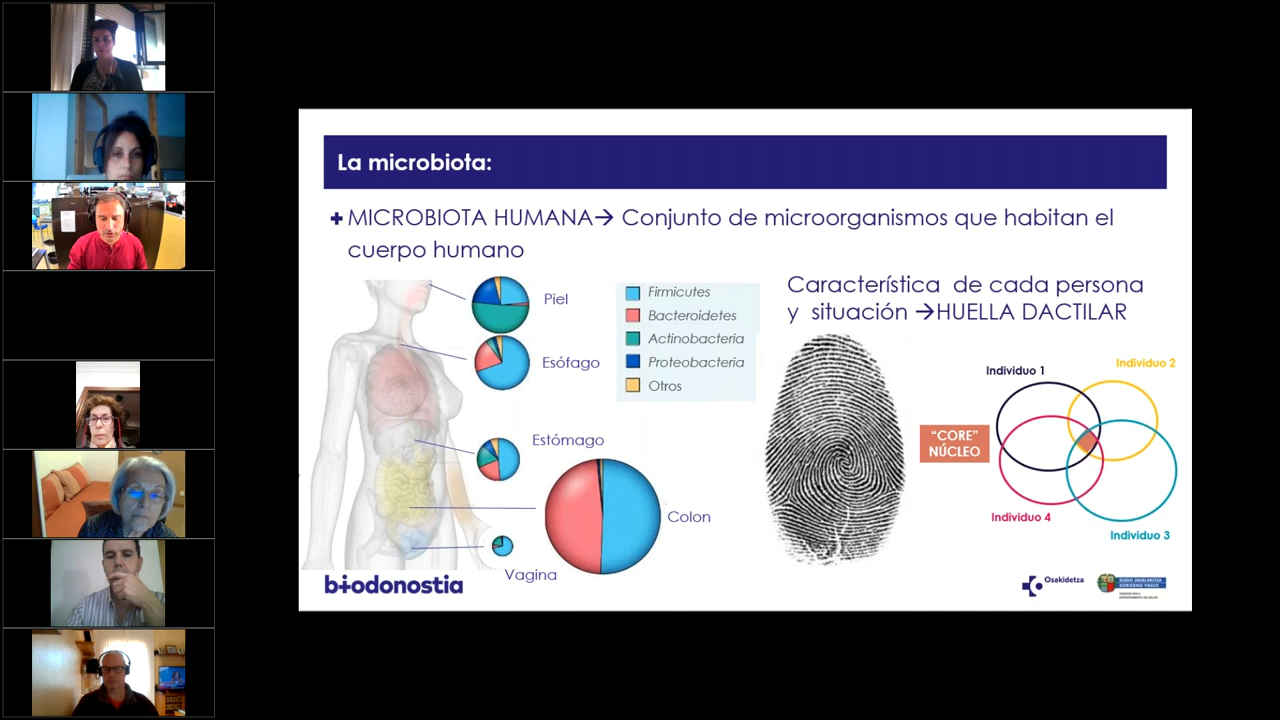 La microbiota:
✚ MICROBIOTA HUMANA→ Conjunto de microorganismos que habitan el
cuerpo humano
Piel
Esófago
Estómago
Colon
Vagina
Firmicutes
Bacteroidetes
Actinobacteria
Proteobacteria
Otros
Característica de cada persona
y situación →HUELLA DACTILAR
Individuo 1
Individuo 2
"CORE"
NÚCLEO
Individuo 4
Individuo 3
biodonostia
Osakidetza
EUSKO JAURLARITZA
GOBIERNO VASCO